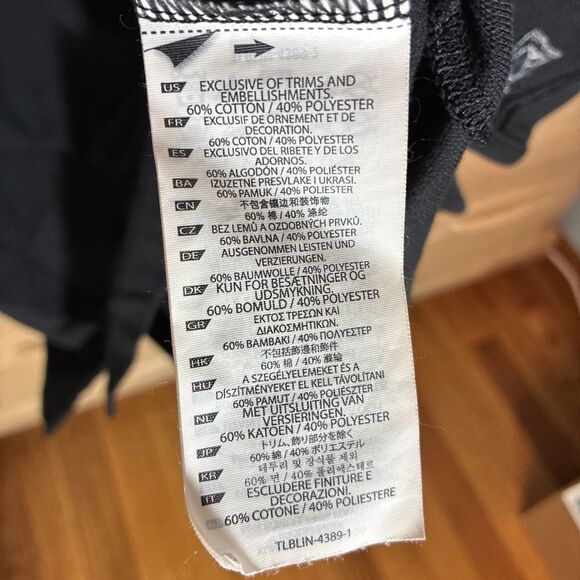 US EXCLUSIVE OF TRIMS AND
EMBELLISHMENTS.
60% COTTON / 40% POLYESTER
FR EXCLUSIF DE ORNEMENT ET DE
DECORATION.
60% COTON / 40% POLYESTER
ES EXCLUSIVO DEL RIBETE Y DE LOS
ADORNOS.
60% ALGODÓN / 40% POLIÉSTER
BA IZUZETNE PRESVLAKE I UKRASI.
60% PAMUK / 40% POLIESTER
CN 不包含镶边和装饰物
60% 棉 / 40% 涤纶
CZ BEZ LEMŮ A OZDOBNÝCH PRVKŮ.
60% BAVLNA / 40% POLYESTER
DE AUSGENOMMEN LEISTEN UND
VERZIERUNGEN.
60% BAUMWOLLE / 40% POLYESTER
DK KUN FOR BESÆTNINGER OG
UDSMYKNING.
60% BOMULD / 40% POLYESTER
GR ΕΚΤΟΣ ΤΡΕΣΩΝ ΚΑΙ
ΔΙΑΚΟΣΜΗΤΙΚΩΝ.
60% ΒΑΜΒΑΚΙ / 40% ΠΟΛΥΕΣΤΕΡ
HK 不包括飾邊和飾件
60% 棉 / 40% 滌綸
HU A SZEGÉLYELEMEKET ÉS A
DÍSZÍTMÉNYEKET EL KELL TÁVOLÍTANI
60% PAMUT / 40% POLIÉSZTER
NL MET UITSLUITING VAN
VERSIERINGEN.
60% KATOEN / 40% POLYESTER
JP トリム、飾り部分を除く
60% 綿 / 40% ポリエステル
KR 테두리 및 장식물 제외
60% 면 / 40% 폴리에스테르
IT ESCLUDERE FINITURE E
DECORAZIONI.
60% COTONE / 40% POLIESTERE
TLBLIN-4389-1